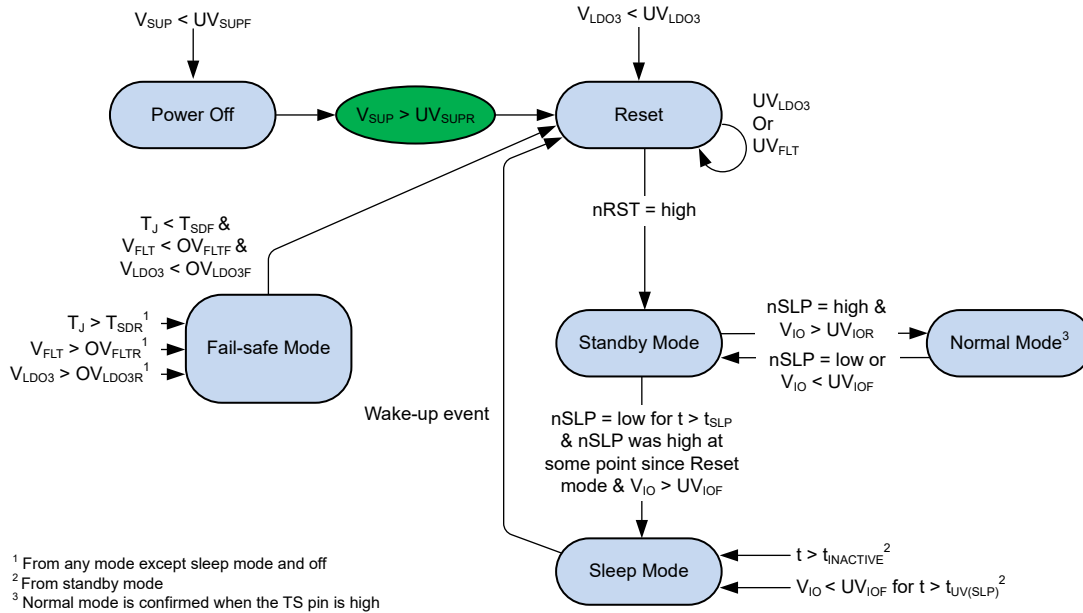 V_SUP < UV_SUPF
V_LDO3 < UV_LDO3
Power Off
V_SUP > UV_SUPR
Reset
UV_LDO3
Or
UV_FLT
nRST = high
T_J < T_SDF &
V_FLT < OV_FLTF &
V_LDO3 < OV_LDO3F
T_J > T_SDR^1
V_FLT > OV_FLTR^1
V_LDO3 > OV_LDO3R^1
Fail-safe Mode
Standby Mode
nSLP = high &
V_IO > UV_IOR
nSLP = low or
V_IO < UV_IOF
Normal Mode^3
Wake-up event
nSLP = low for t > t_SLP
& nSLP was high at
some point since Reset
mode & V_IO > UV_IOF
Sleep Mode
t > t_INACTIVE^2
V_IO < UV_IOF for t > t_UV(SLP)^2
^1 From any mode except sleep mode and off
^2 From standby mode
^3 Normal mode is confirmed when the TS pin is high